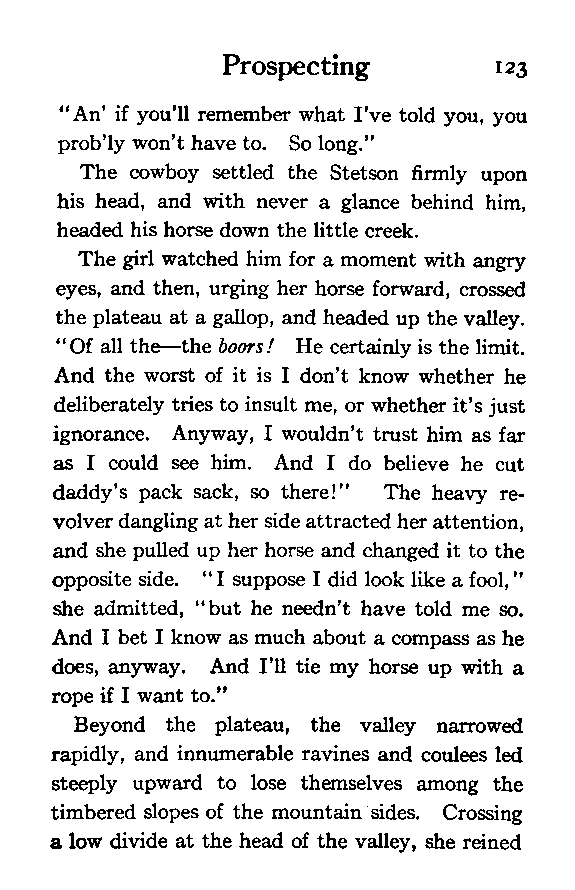 Prospecting 123
"An' if you'll remember what I've told you, you
prob'ly won't have to. So long."
The cowboy settled the Stetson firmly upon
his head, and with never a glance behind him,
headed his horse down the little creek.
The girl watched him for a moment with angry
eyes, and then, urging her horse forward, crossed
the plateau at a gallop, and headed up the valley.
"Of all the—the boors! He certainly is the limit.
And the worst of it is I don't know whether he
deliberately tries to insult me, or whether it's just
ignorance. Anyway, I wouldn't trust him as far
as I could see him. And I do believe he cut
daddy's pack sack, so there!" The heavy re-
volver dangling at her side attracted her attention,
and she pulled up her horse and changed it to the
opposite side. "I suppose I did look like a fool,"
she admitted, "but he needn't have told me so.
And I bet I know as much about a compass as he
does, anyway. And I'll tie my horse up with a
rope if I want to."
Beyond the plateau, the valley narrowed
rapidly, and innumerable ravines and coulees led
steeply upward to lose themselves among the
timbered slopes of the mountain sides. Crossing
a low divide at the head of the valley, she reined